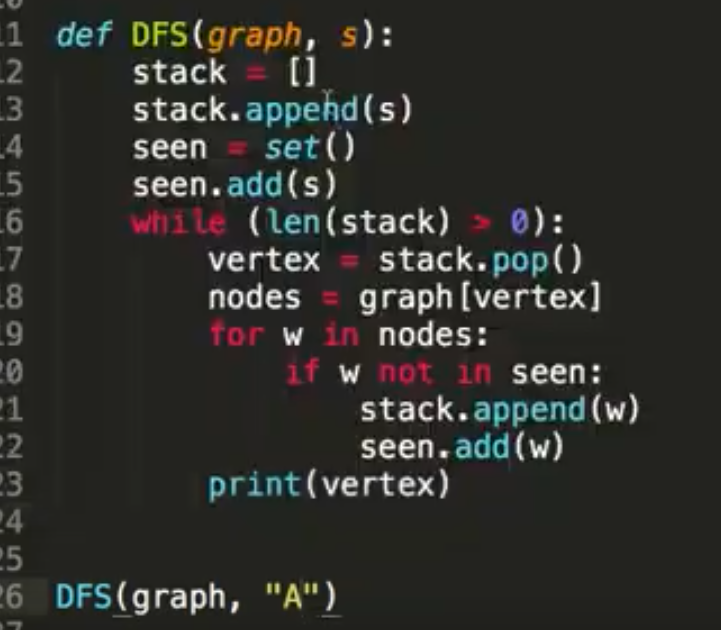 11 def DFS(graph, s):
12     stack = []
13     stack.append(s)
14     seen = set()
15     seen.add(s)
16     while (len(stack) > 0):
17         vertex = stack.pop()
18         nodes = graph[vertex]
19         for w in nodes:
20             if w not in seen:
21                 stack.append(w)
22                 seen.add(w)
23         print(vertex)
24
25
26 DFS(graph, "A")